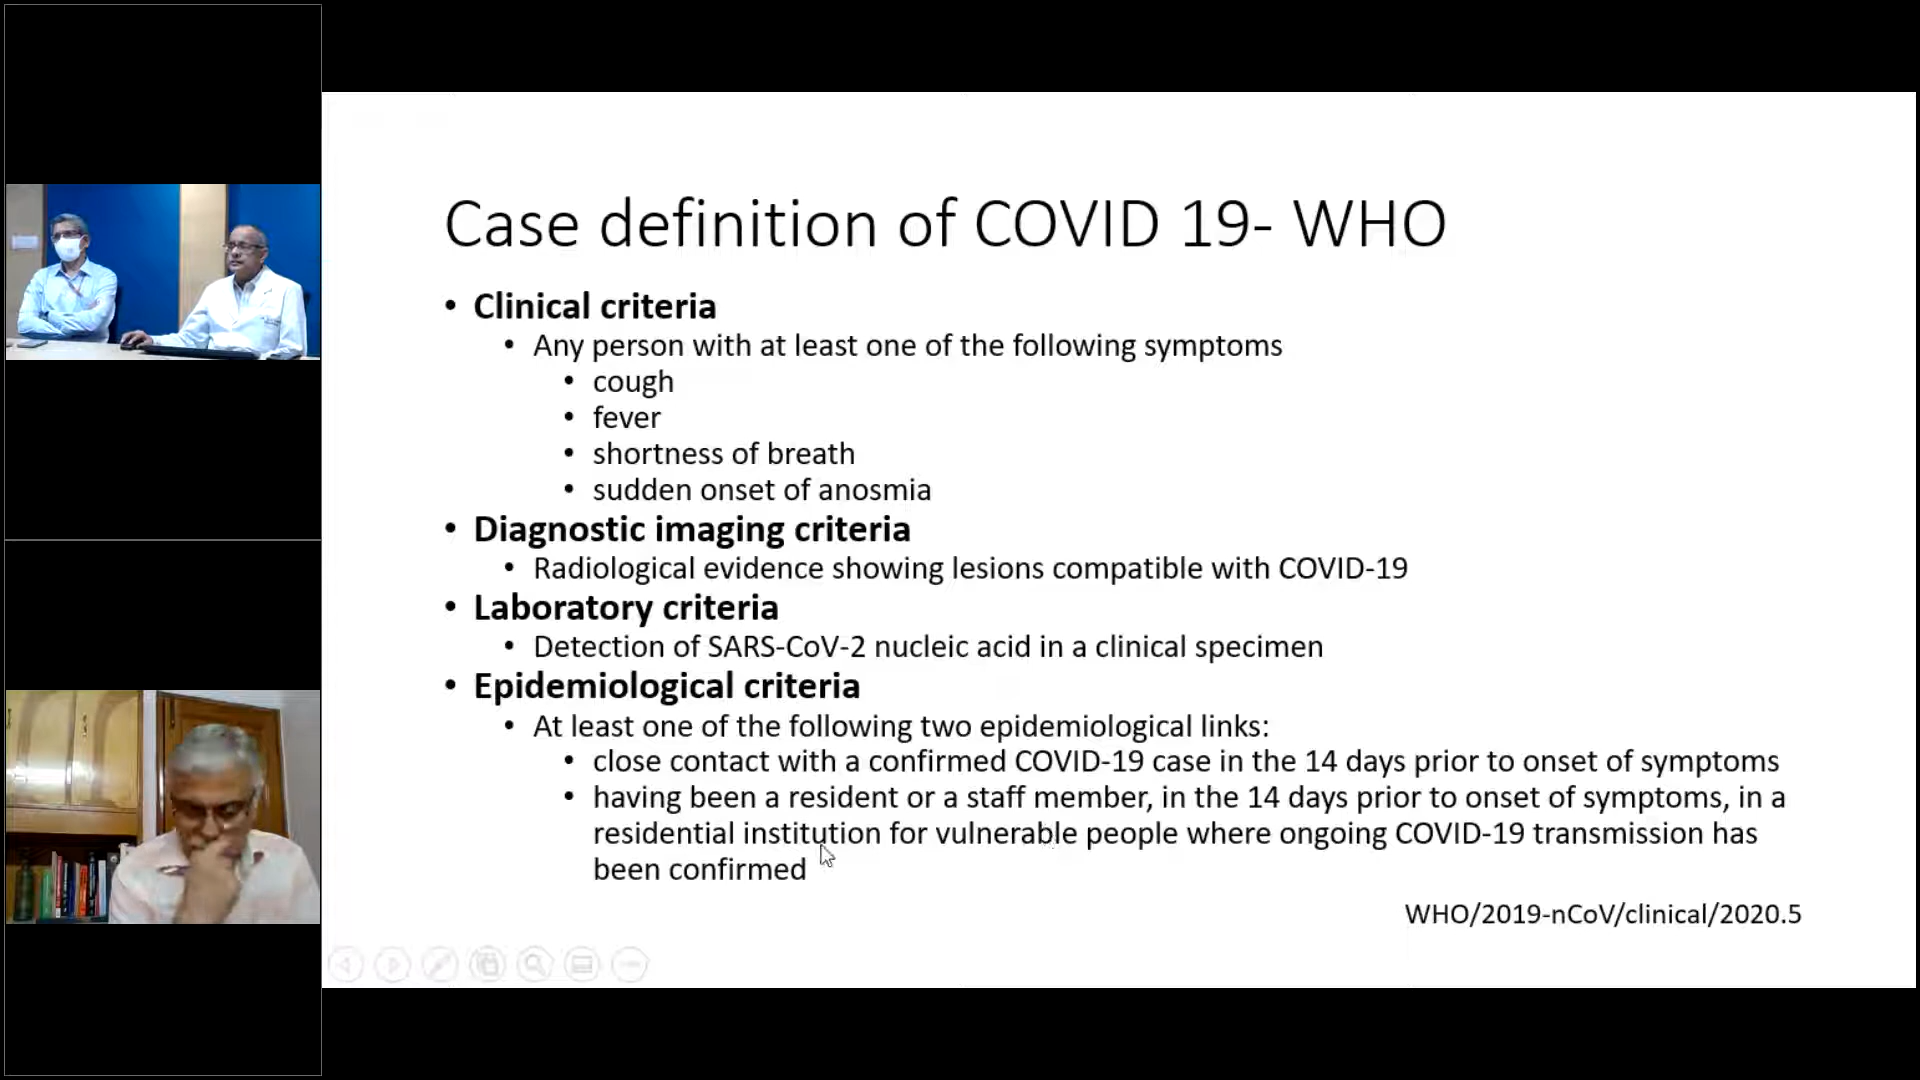 Case definition of COVID 19- WHO
• Clinical criteria
• Any person with at least one of the following symptoms
• cough
• fever
• shortness of breath
• sudden onset of anosmia
• Diagnostic imaging criteria
• Radiological evidence showing lesions compatible with COVID-19
• Laboratory criteria
• Detection of SARS-CoV-2 nucleic acid in a clinical specimen
• Epidemiological criteria
• At least one of the following two epidemiological links:
• close contact with a confirmed COVID-19 case in the 14 days prior to onset of symptoms
• having been a resident or a staff member, in the 14 days prior to onset of symptoms, in a
residential institution for vulnerable people where ongoing COVID-19 transmission has
been confirmed
WHO/2019-nCoV/clinical/2020.5